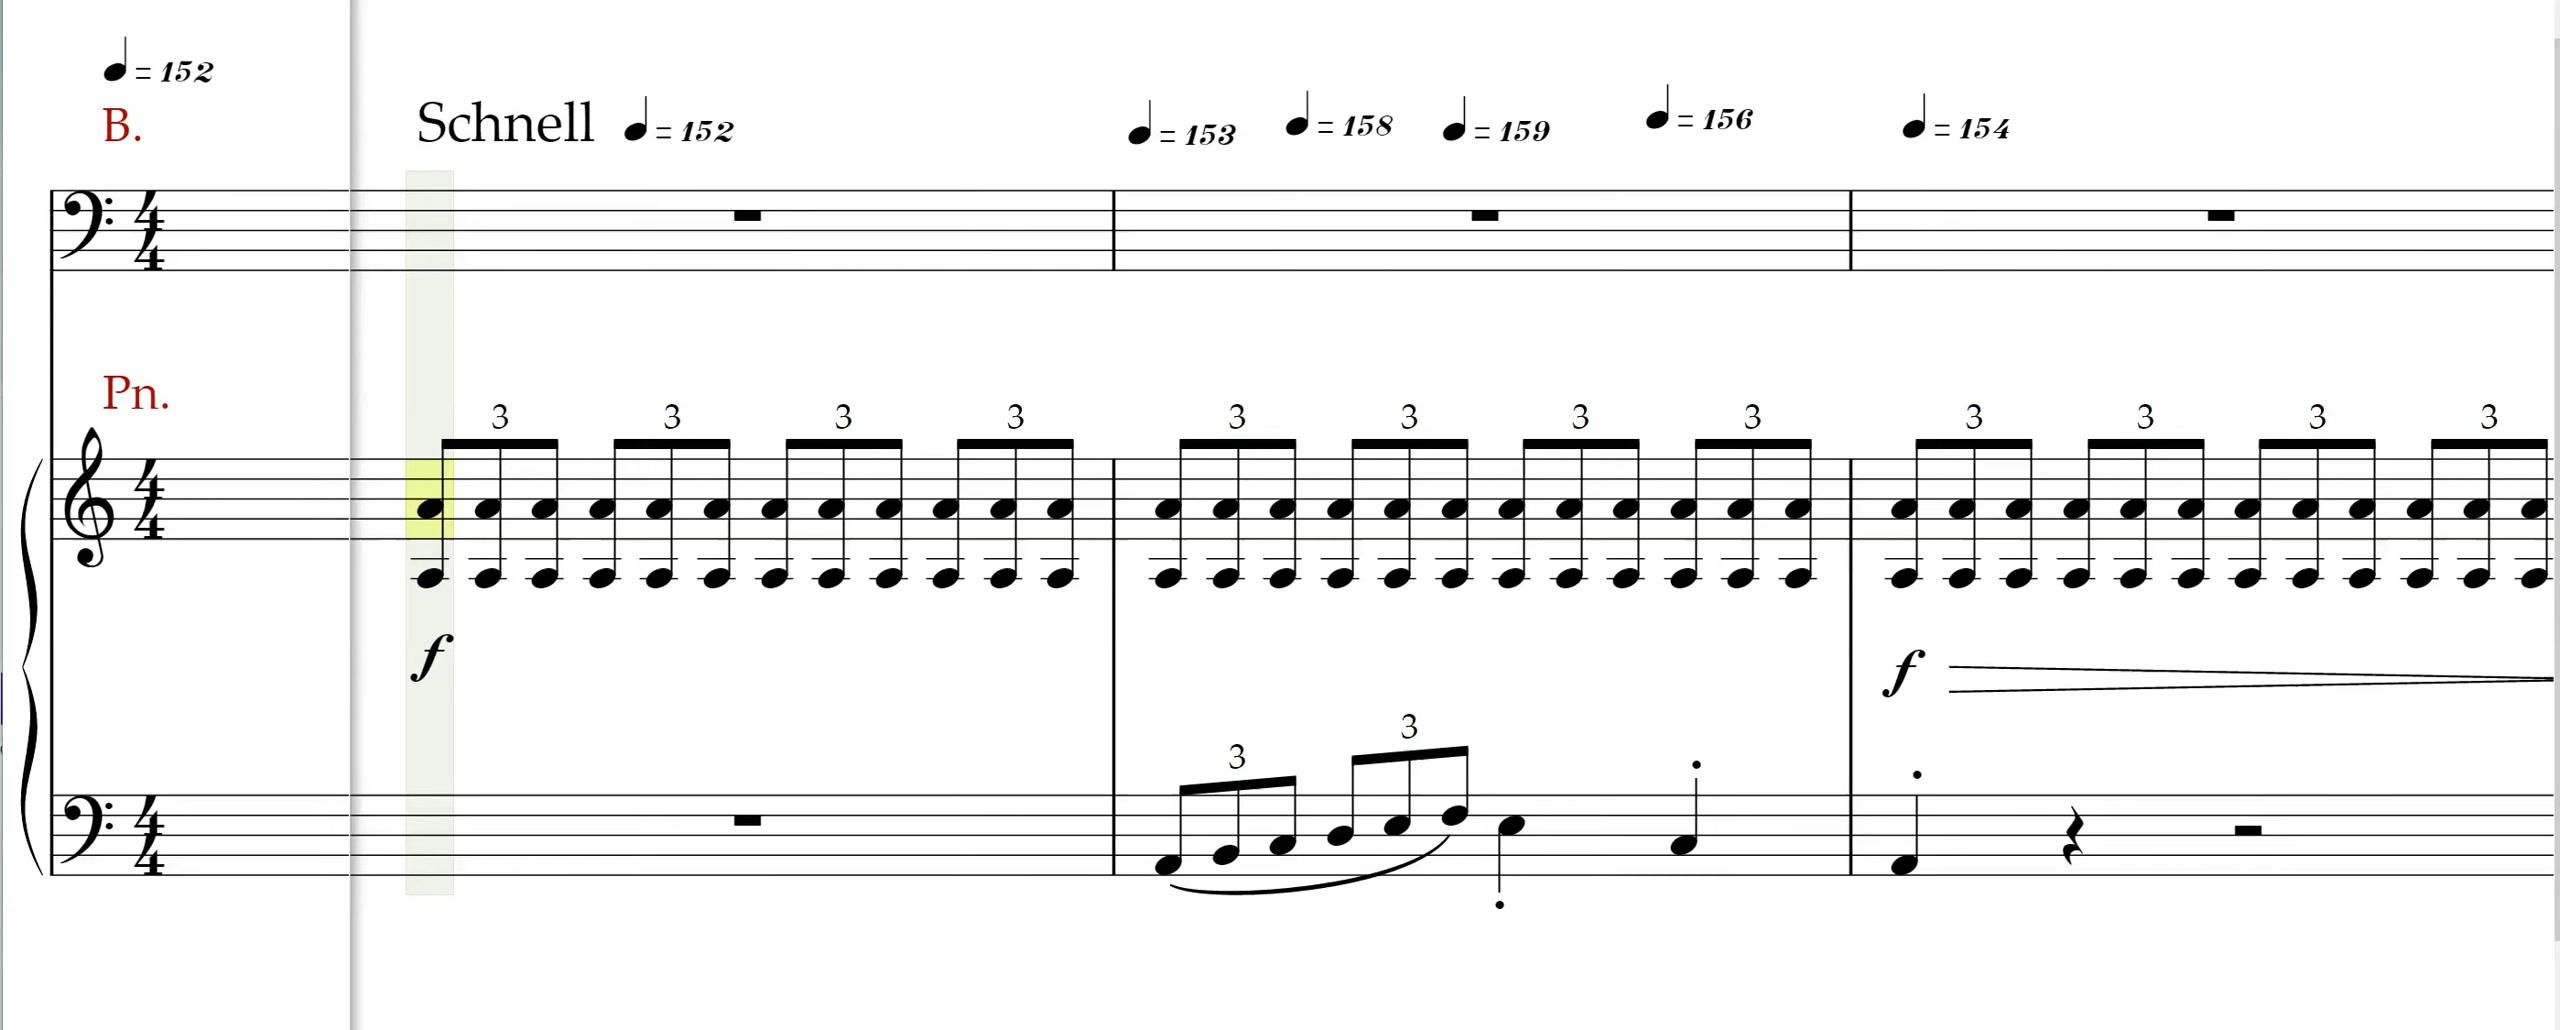 = 152
B.
Schnell = 152 = 153 = 158 = 159 = 156 = 154
Pn.
3 3 3 3 3 3 3 3 3 3 3 3
f f
3 3